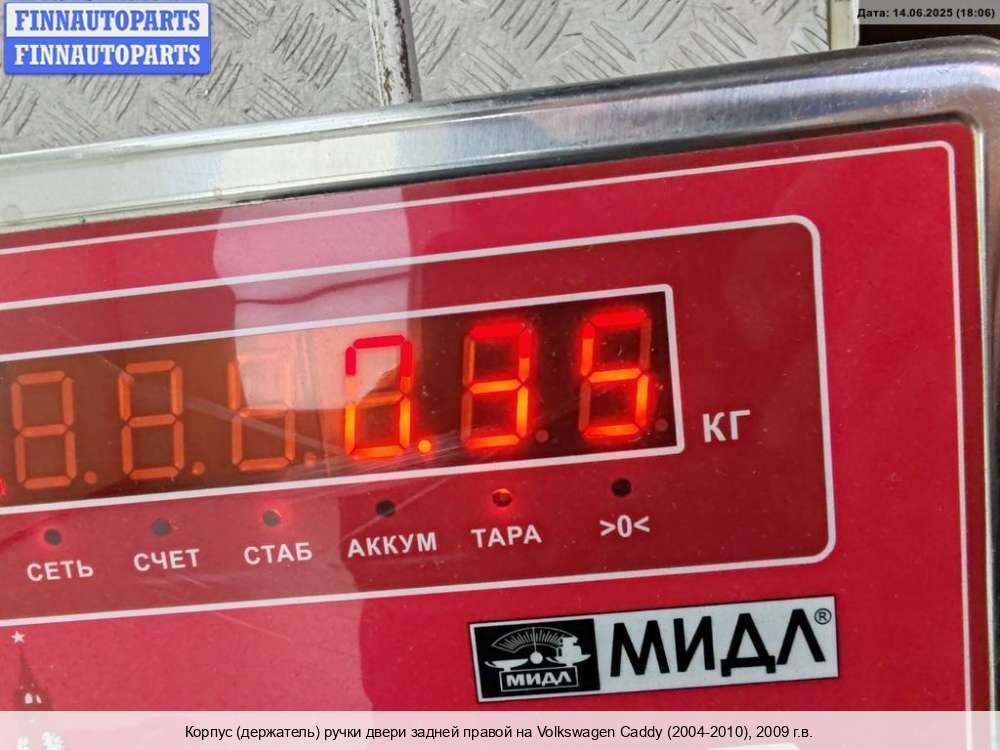 FINNAUTOPARTS
FINNAUTOPARTS
Дата: 14.06.2025 (18:06)
0.35
КГ
СЕТЬ СЧЕТ СТАБ АККУМ ТАРА >0<
МИДЛ
МИДЛ®
Корпус (держатель) ручки двери задней правой на Volkswagen Caddy (2004-2010), 2009 г.в.